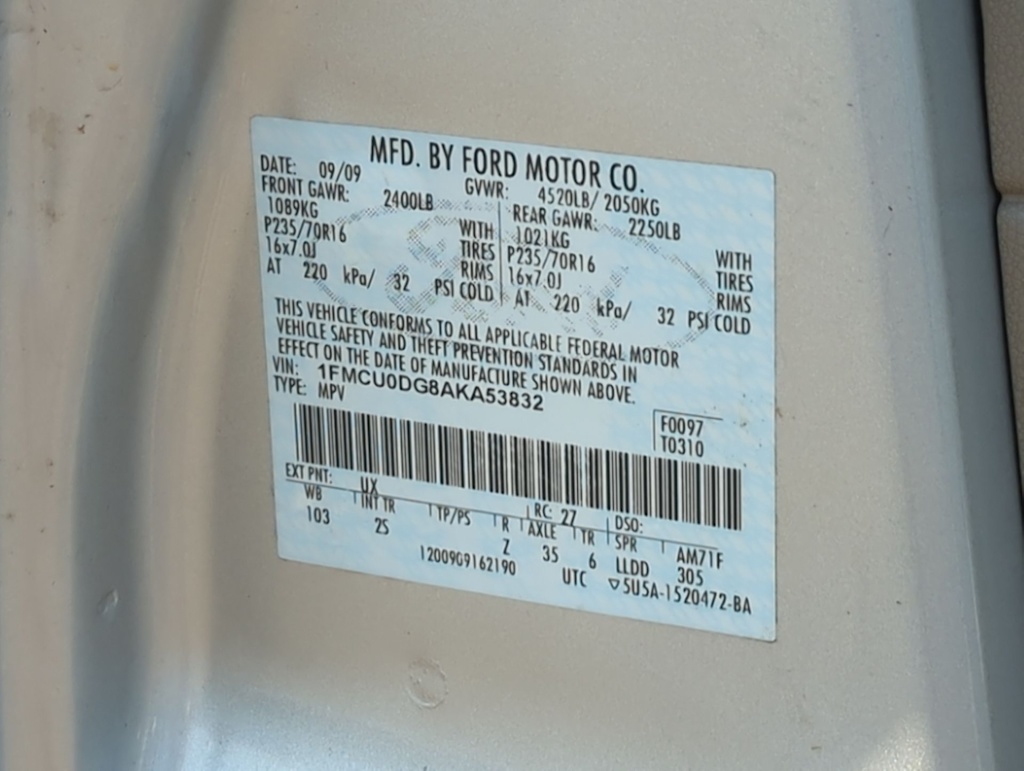 MFD. BY FORD MOTOR CO.
DATE: 09/09 GVWR: 4520LB/ 2050KG
FRONT GAWR: 2400LB REAR GAWR: 2250LB
1089KG WITH 1021KG WITH
P235/70R16 TIRES P235/70R16 TIRES
16x7.0J RIMS 16x7.0J RIMS
AT 220 kPa/ 32 PSI COLD AT 220 kPa/ 32 PSI COLD
THIS VEHICLE CONFORMS TO ALL APPLICABLE FEDERAL MOTOR
VEHICLE SAFETY AND THEFT PREVENTION STANDARDS IN
EFFECT ON THE DATE OF MANUFACTURE SHOWN ABOVE.
VIN: 1FMCU0DG8AKA53832
TYPE: MPV
F0097
T0310
EXT PNT: UX RC: 27 DSO:
WB INT TR TP/PS R AXLE TR SPR AM71F
103 2S Z 35 6 LLDD 305
1200909162190 UTC ▽5U5A-1520472-BA